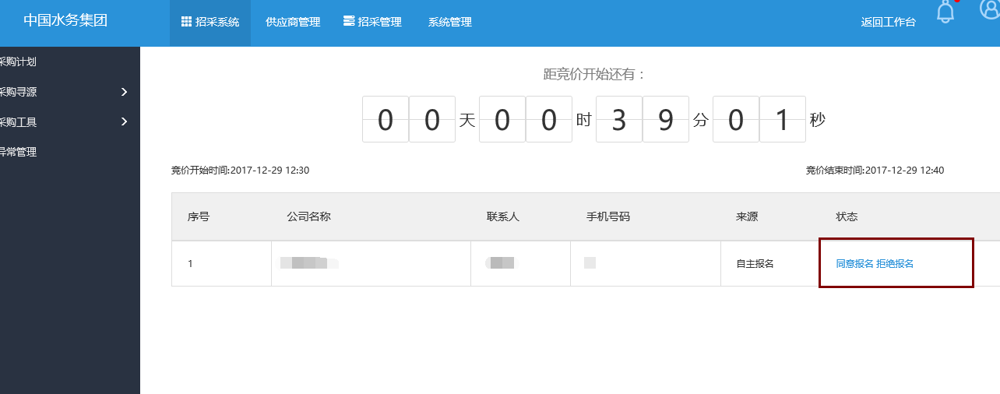 中国水务集团 招采系统 供应商管理 招采管理 系统管理 返回工作台
采购计划
采购寻源
采购工具
异常管理
距竞价开始还有：
00天00时39分01秒
竞价开始时间:2017-12-29 12:30 竞价结束时间:2017-12-29 12:40
序号 公司名称 联系人 手机号码 来源 状态
1 自主报名 同意报名 拒绝报名